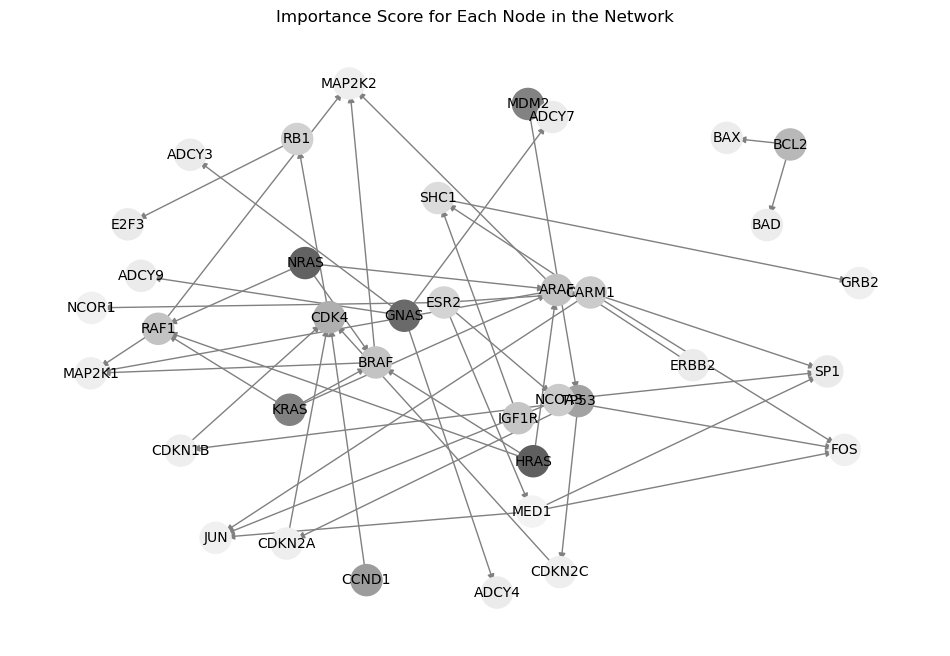 Importance Score for Each Node in the Network
MAP2K2
MDM2
ADCY7
RB1
BAX
BCL2
ADCY3
SHC1
E2F3
BAD
NRAS
ADCY9
GRB2
ARAF
CARM1
NCOR1
ESR2
CDK4
GNAS
RAF1
BRAF
ERBB2
MAP2K1
SP1
NCOA3
TP53
KRAS
IGF1R
CDKN1B
FOS
HRAS
MED1
JUN
CDKN2A
CCND1
CDKN2C
ADCY4